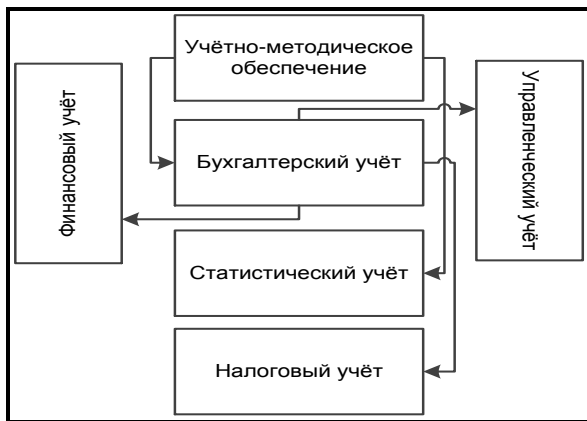 Учётно-методическое
обеспечение
Финансовый учёт
Бухгалтерский учёт
Управленческий учёт
Статистический учёт
Налоговый учёт